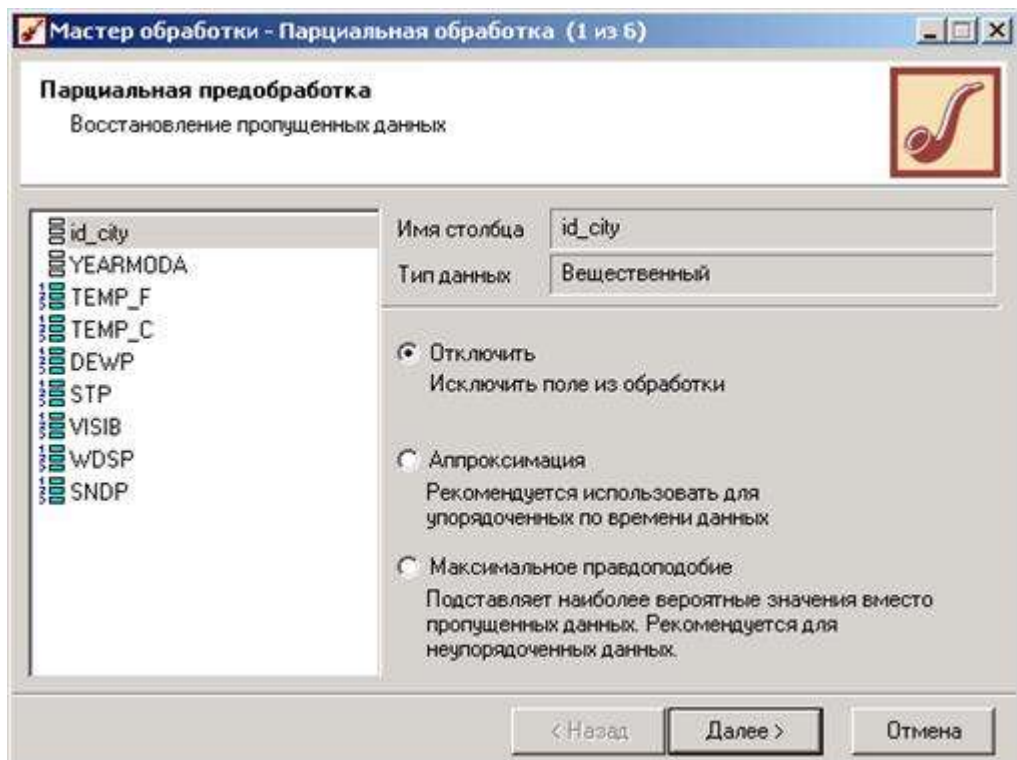 Мастер обработки - Парциальная обработка (1 из 6)
Парциальная предобработка
Восстановление пропущенных данных
id_city
YEARMODA
TEMP_F
TEMP_C
DEWP
STP
VISIB
WDSP
SNDP
Имя столбца id_city
Тип данных Вещественный
Отключить
Исключить поле из обработки
Аппроксимация
Рекомендуется использовать для
упорядоченных по времени данных
Максимальное правдоподобие
Подставляет наиболее вероятные значения вместо
пропущенных данных. Рекомендуется для
неупорядоченных данных.
< Назад Далее > Отмена